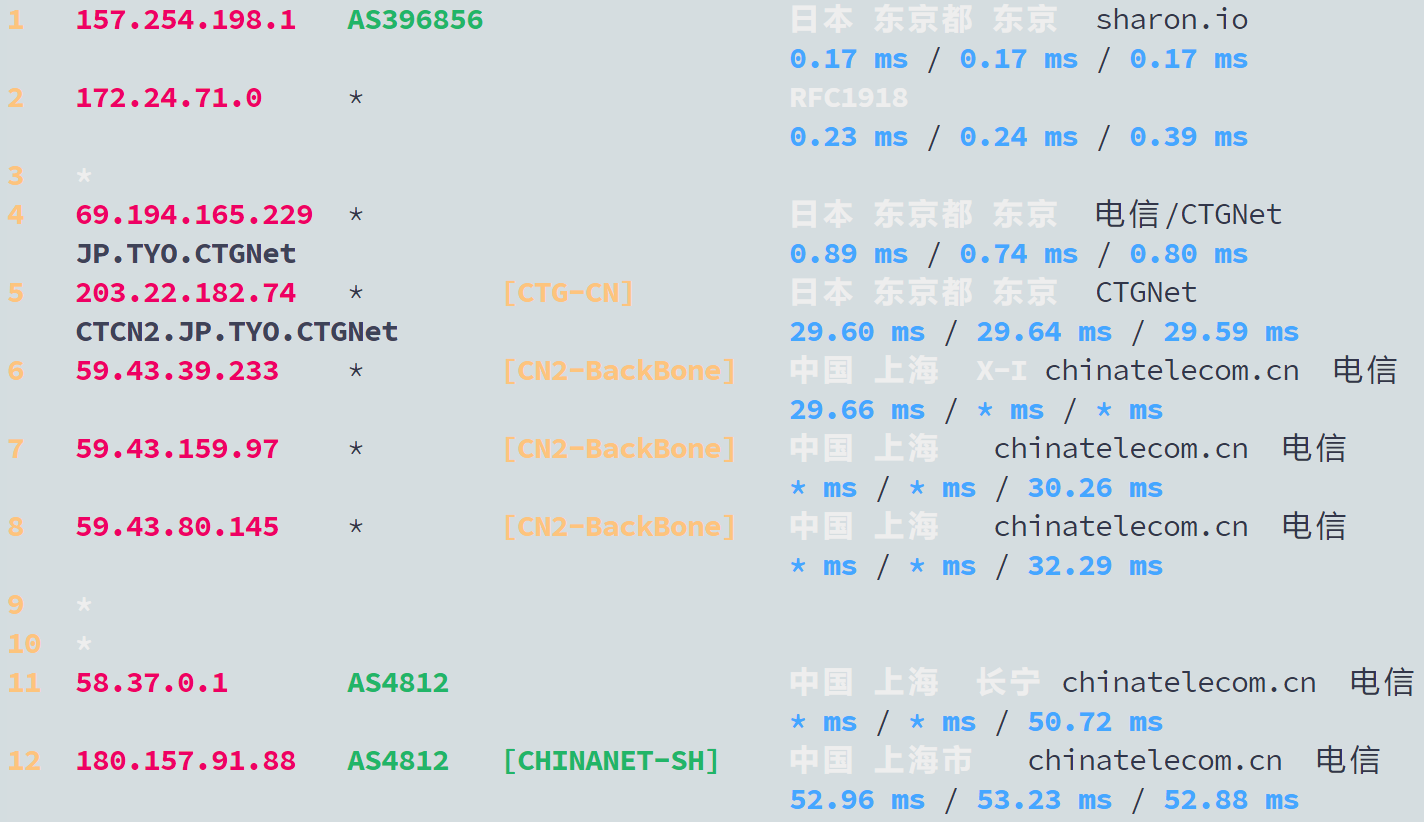 1 157.254.198.1 AS396856 日本 东京都 东京 sharon.io
0.17 ms / 0.17 ms / 0.17 ms
2 172.24.71.0 * RFC1918
0.23 ms / 0.24 ms / 0.39 ms
3 *
4 69.194.165.229 * 日本 东京都 东京 电信/CTGNet
JP.TYO.CTGNet 0.89 ms / 0.74 ms / 0.80 ms
5 203.22.182.74 * [CTG-CN] 日本 东京都 东京 CTGNet
CTCN2.JP.TYO.CTGNet 29.60 ms / 29.64 ms / 29.59 ms
6 59.43.39.233 * [CN2-BackBone] 中国 上海 X-I chinatelecom.cn 电信
29.66 ms / * ms / * ms
7 59.43.159.97 * [CN2-BackBone] 中国 上海 chinatelecom.cn 电信
* ms / * ms / 30.26 ms
8 59.43.80.145 * [CN2-BackBone] 中国 上海 chinatelecom.cn 电信
* ms / * ms / 32.29 ms
9 *
10 *
11 58.37.0.1 AS4812 中国 上海 长宁 chinatelecom.cn 电信
* ms / * ms / 50.72 ms
12 180.157.91.88 AS4812 [CHINANET-SH] 中国 上海市 chinatelecom.cn 电信
52.96 ms / 53.23 ms / 52.88 ms